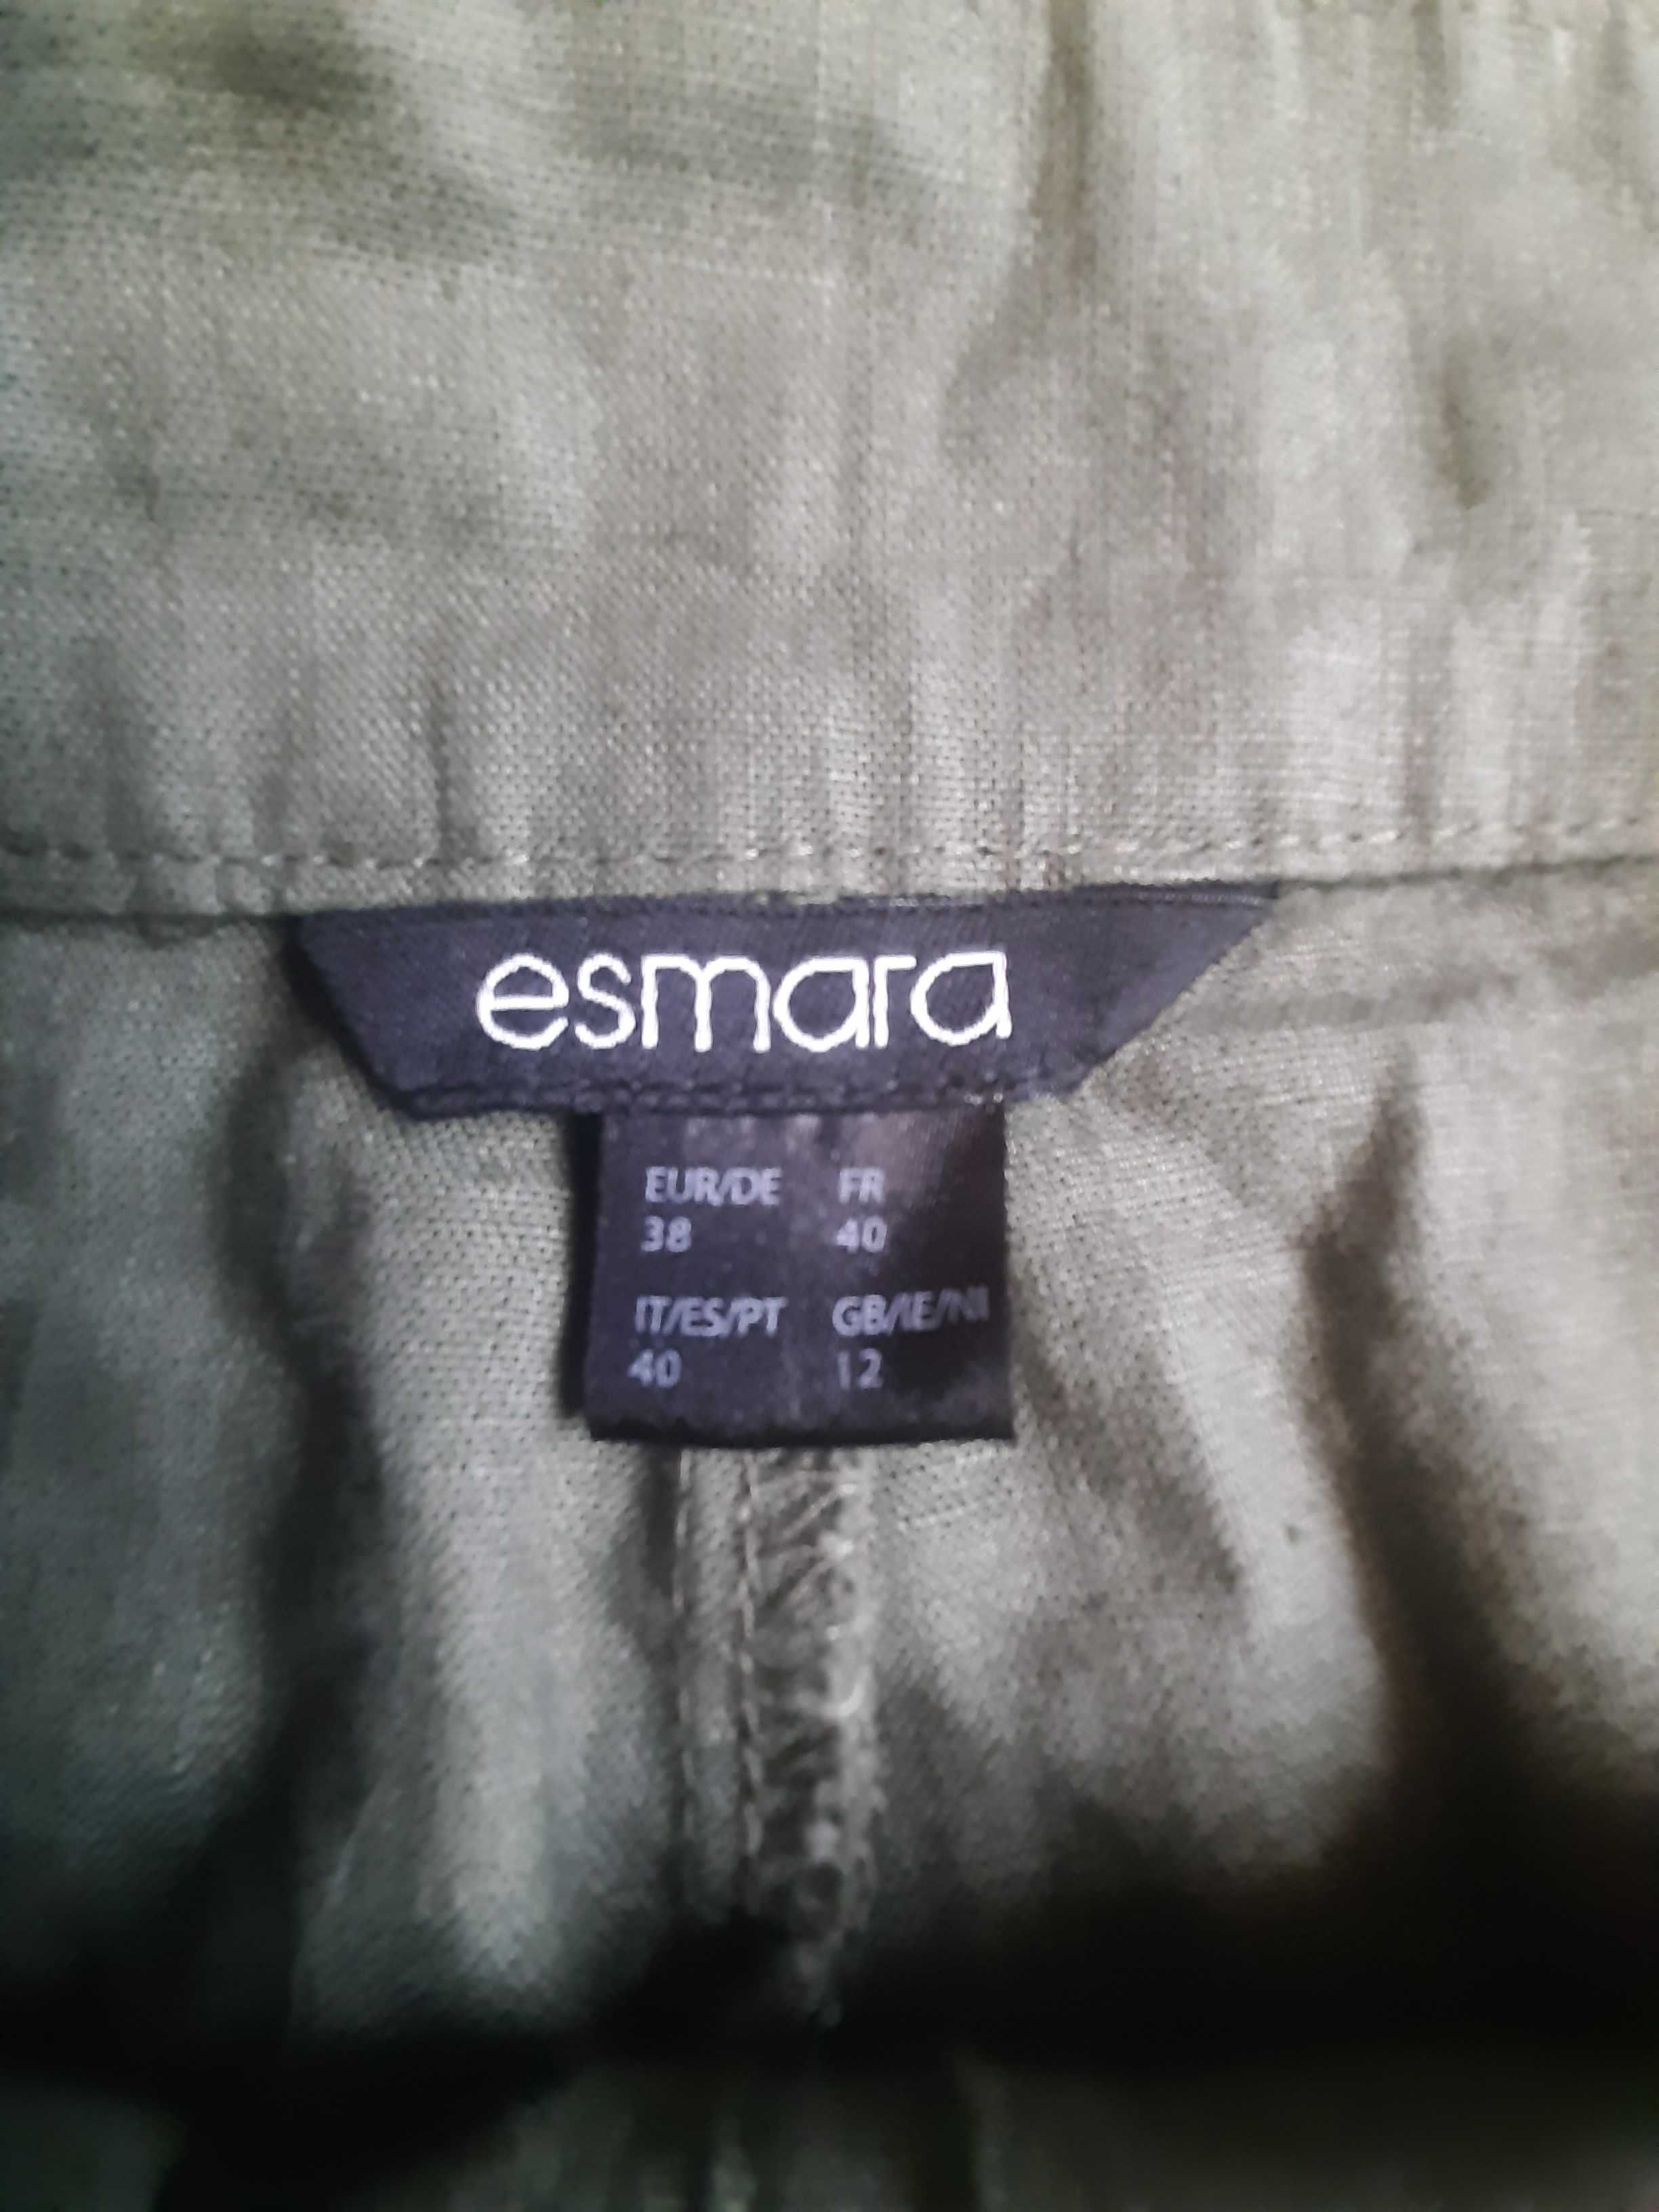 esmara
EUR/DE FR
38 40
IT/ES/PT GB/IE/NI
40 12